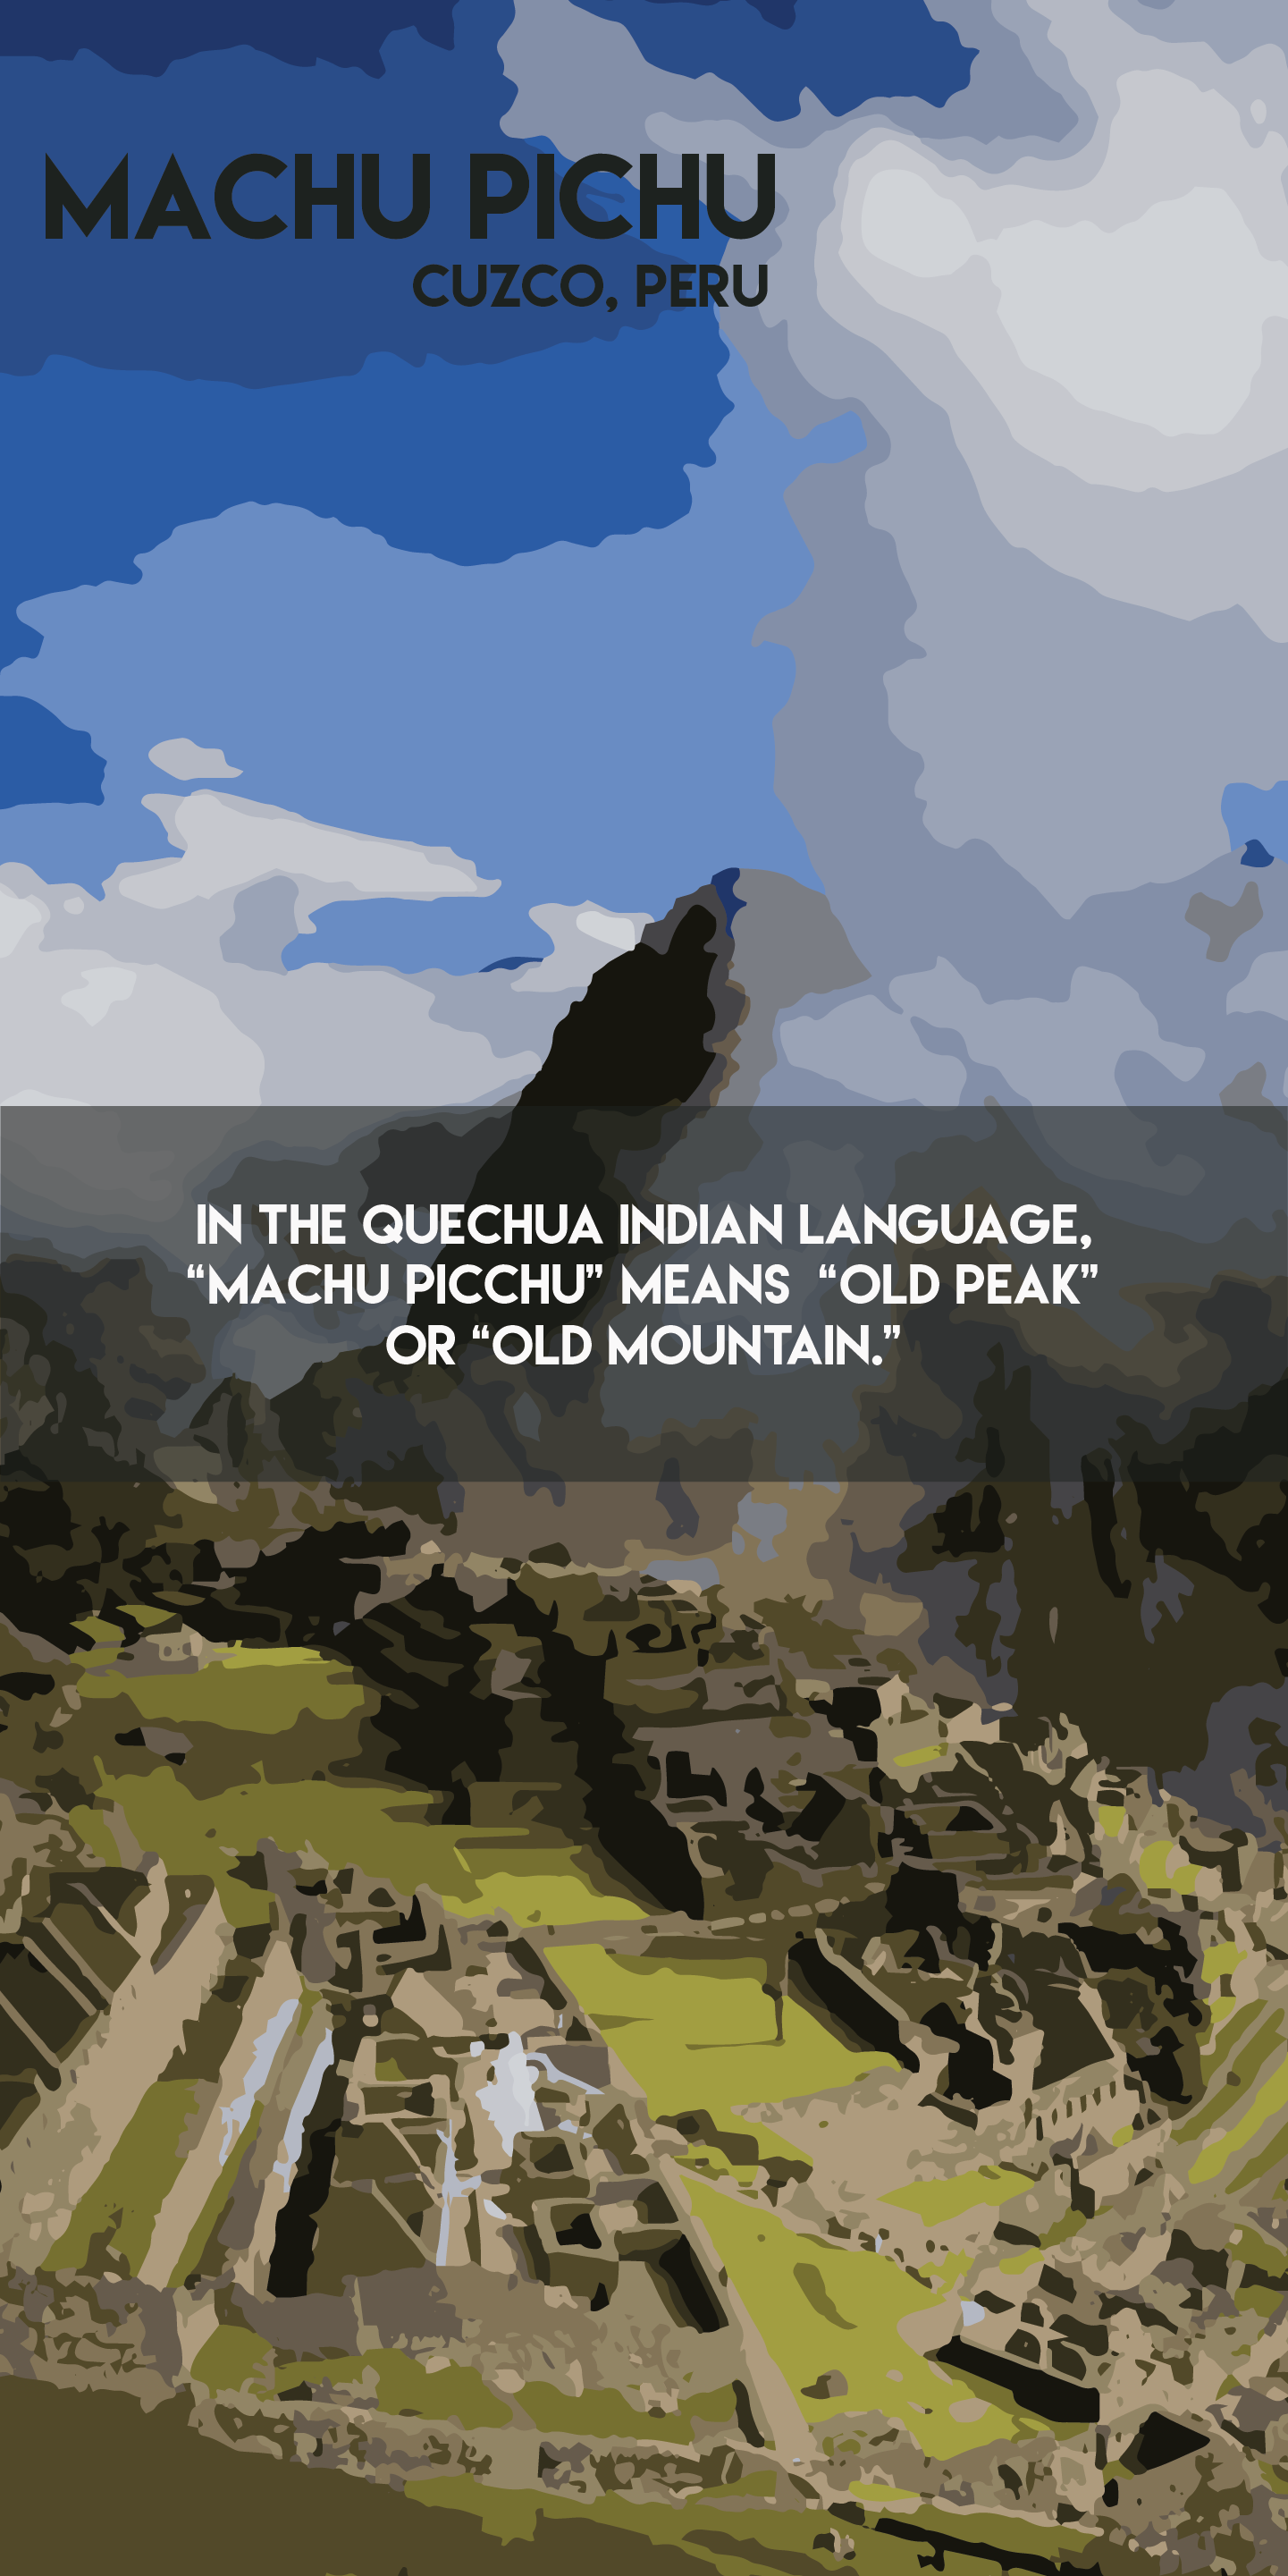 MACHU PICHU
CUZCO, PERU
IN THE QUECHUA INDIAN LANGUAGE,
“MACHU PICCHU” MEANS “OLD PEAK”
OR “OLD MOUNTAIN.”